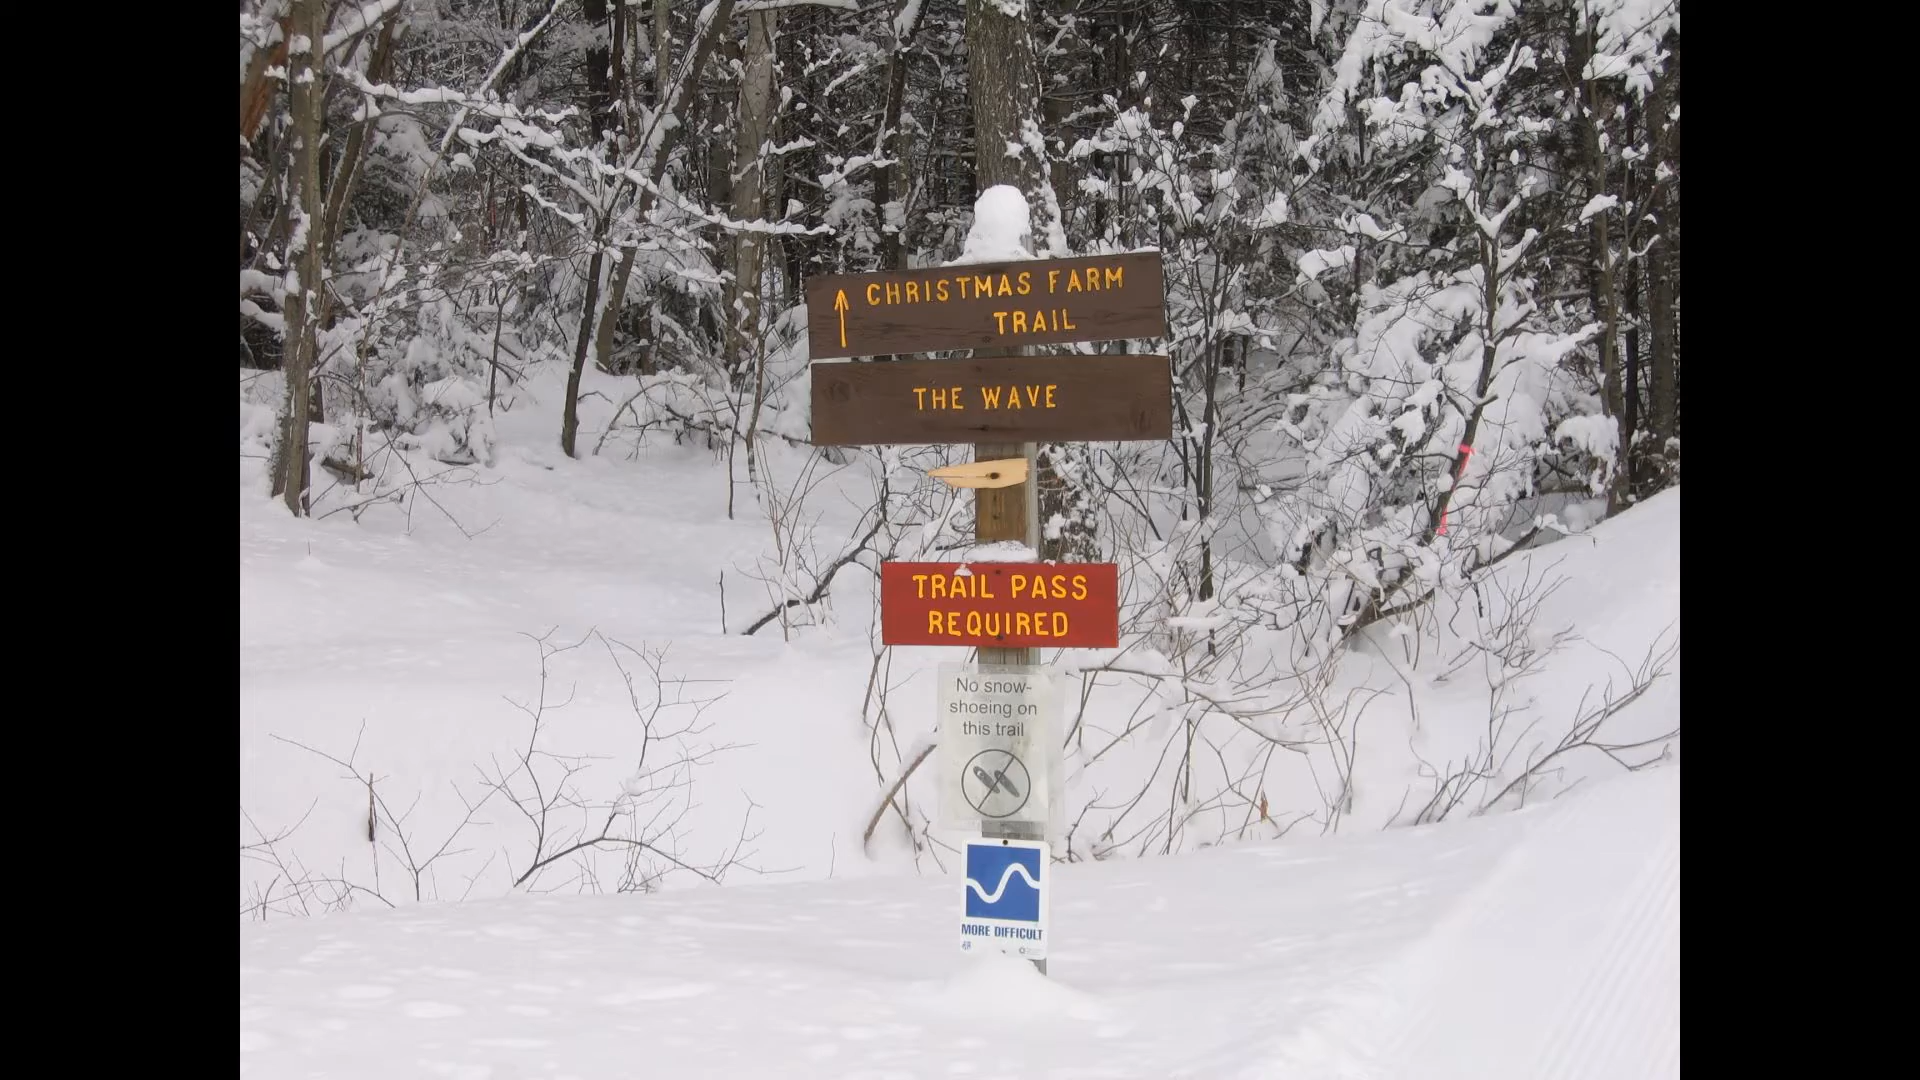 CHRISTMAS FARM
TRAIL
THE WAVE
TRAIL PASS
REQUIRED
No snow-
shoeing on
this trail
MORE DIFFICULT